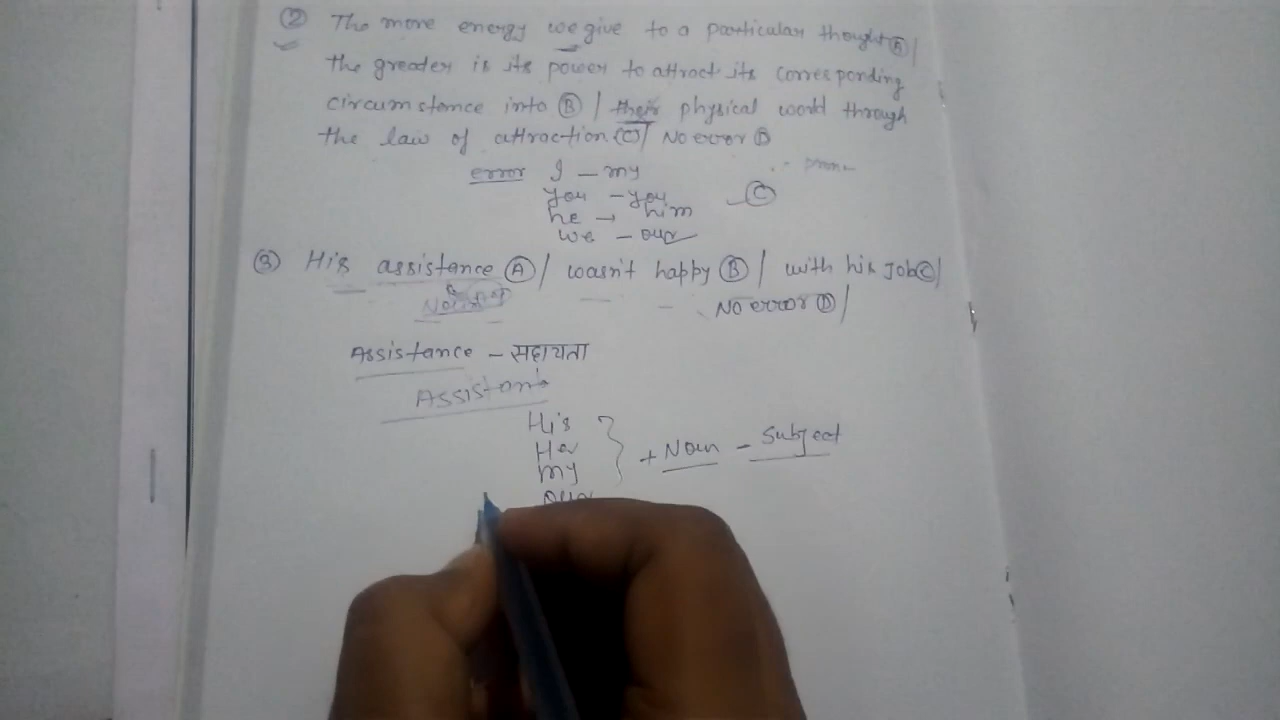 ② The more energy we give to a particular thought Ⓐ/
the greater is its power to attract its corresponding
circumstance into Ⓑ / their physical world through
the law of attraction (C)/ No error Ⓓ
error I – my
you – you Ⓒ
he → him
we – our
③ His assistance Ⓐ/ wasn't happy Ⓑ/ with his Job Ⓒ/
No error Ⓓ/
Assistance – सहायता
Assistant
His
Her
my + Noun – Subject
our